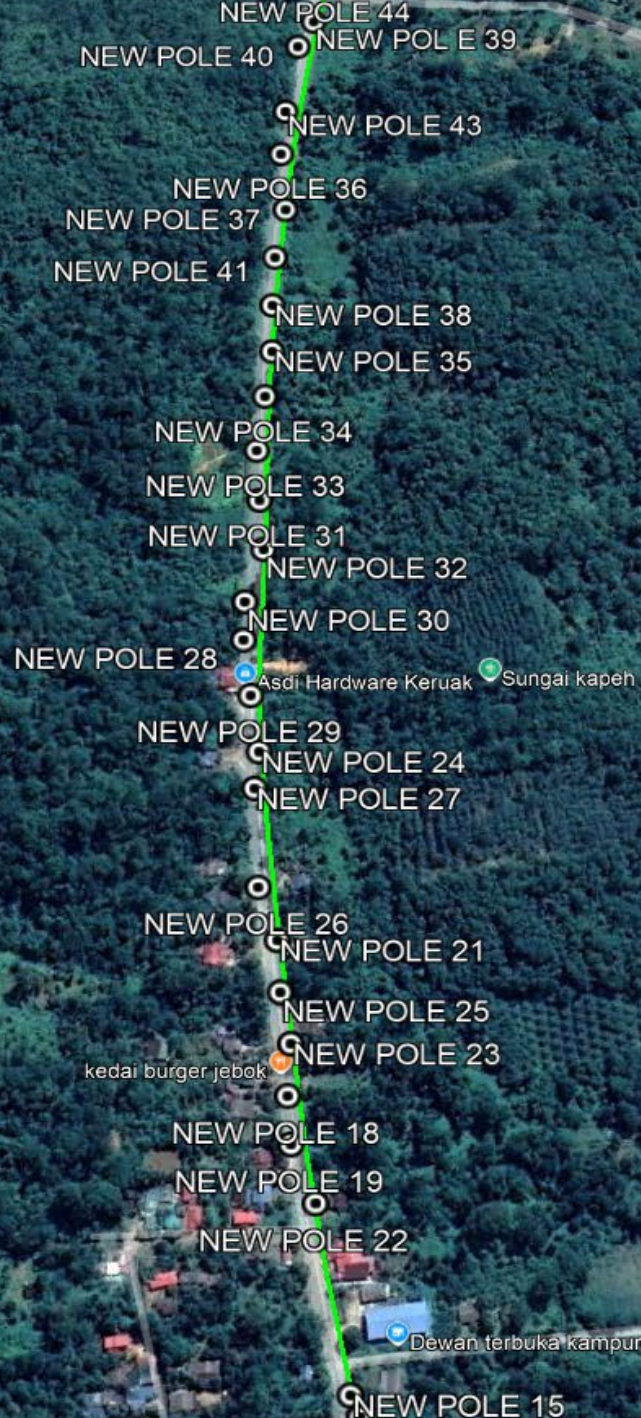 NEW POLE 44
NEW POL E 39
NEW POLE 40
NEW POLE 43
NEW POLE 36
NEW POLE 37
NEW POLE 41
NEW POLE 38
NEW POLE 35
NEW POLE 34
NEW POLE 33
NEW POLE 31
NEW POLE 32
NEW POLE 30
NEW POLE 28
Asdi Hardware Keruak
Sungai kapeh
NEW POLE 29
NEW POLE 24
NEW POLE 27
NEW POLE 26
NEW POLE 21
NEW POLE 25
NEW POLE 23
kedai burger jebok
NEW POLE 18
NEW POLE 19
NEW POLE 22
Dewan terbuka kampun
NEW POLE 15